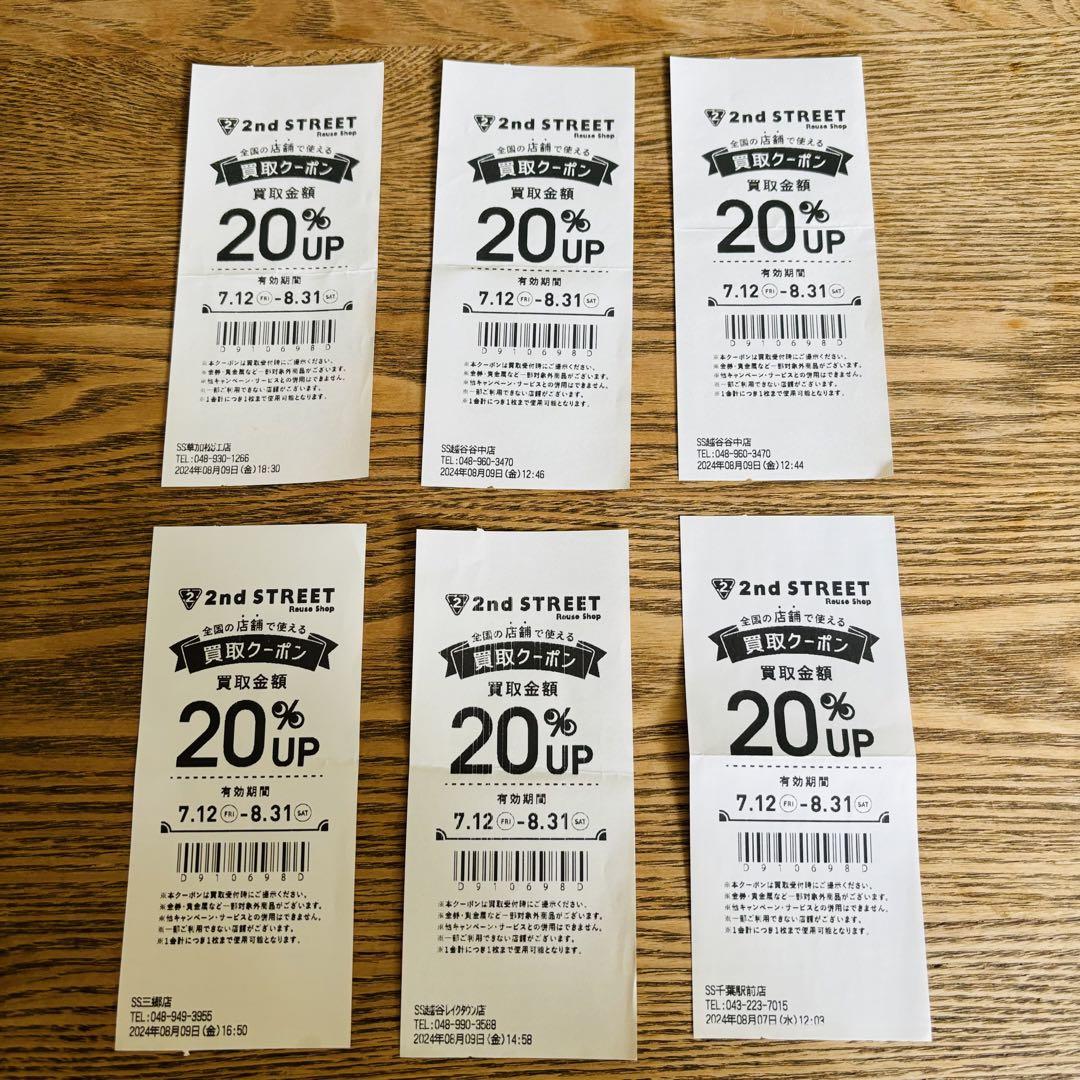 2nd STREET
Reuse Shop
全国の店舗で使える
買取クーポン
買取金額
20%UP
有効期間
7.12 FRI - 8.31 SAT
D910698D
※本クーポンは買取受付時にご提示ください。
※金券・貴金属など一部対象外商品がございます。
※他キャンペーン・サービスとの併用はできません。
※一部ご利用できない店舗がございます。
※1会計につき1枚まで使用可能となります。
SS草加松江店
TEL:048-930-1266
2024年08月09日(金)18:30
2nd STREET
Reuse Shop
全国の店舗で使える
買取クーポン
買取金額
20%UP
有効期間
7.12 FRI - 8.31 SAT
D910698D
※本クーポンは買取受付時にご提示ください。
※金券・貴金属など一部対象外商品がございます。
※他キャンペーン・サービスとの併用はできません。
※一部ご利用できない店舗がございます。
※1会計につき1枚まで使用可能となります。
SS越谷谷中店
TEL:048-960-3470
2024年08月09日(金)12:46
2nd STREET
Reuse Shop
全国の店舗で使える
買取クーポン
買取金額
20%UP
有効期間
7.12 FRI - 8.31 SAT
D910698D
※本クーポンは買取受付時にご提示ください。
※金券・貴金属など一部対象外商品がございます。
※他キャンペーン・サービスとの併用はできません。
※一部ご利用できない店舗がございます。
※1会計につき1枚まで使用可能となります。
SS越谷谷中店
TEL:048-960-3470
2024年08月09日(金)12:44
2nd STREET
Reuse Shop
全国の店舗で使える
買取クーポン
買取金額
20%UP
有効期間
7.12 FRI - 8.31 SAT
D910698D
※本クーポンは買取受付時にご提示ください。
※金券・貴金属など一部対象外商品がございます。
※他キャンペーン・サービスとの併用はできません。
※一部ご利用できない店舗がございます。
※1会計につき1枚まで使用可能となります。
SS三郷店
TEL:048-949-3955
2024年08月09日(金)16:50
2nd STREET
Reuse Shop
全国の店舗で使える
買取クーポン
買取金額
20%UP
有効期間
7.12 FRI - 8.31 SAT
D910698D
※本クーポンは買取受付時にご提示ください。
※金券・貴金属など一部対象外商品がございます。
※他キャンペーン・サービスとの併用はできません。
※一部ご利用できない店舗がございます。
※1会計につき1枚まで使用可能となります。
SS越谷レイクタウン店
TEL:048-990-3568
2024年08月09日(金)14:58
2nd STREET
Reuse Shop
全国の店舗で使える
買取クーポン
買取金額
20%UP
有効期間
7.12 FRI - 8.31 SAT
D910698D
※本クーポンは買取受付時にご提示ください。
※金券・貴金属など一部対象外商品がございます。
※他キャンペーン・サービスとの併用はできません。
※一部ご利用できない店舗がございます。
※1会計につき1枚まで使用可能となります。
SS千葉駅前店
TEL:043-223-7015
2024年08月07日(水)12:03